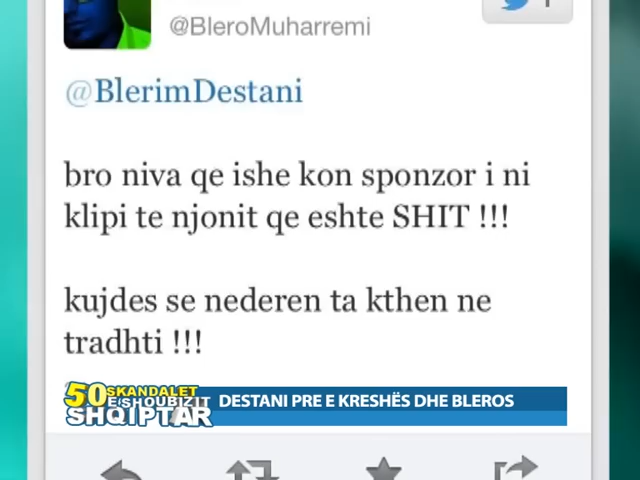 @BleroMuharremi
@BlerimDestani
bro niva qe ishe kon sponzor i ni
klipi te njonit qe eshte SHIT !!!
kujdes se nederen ta kthen ne
tradhti !!!
50 SKANDALET
E SHOUBIZIT
SHQIPTAR
DESTANI PRE E KRESHËS DHE BLEROS